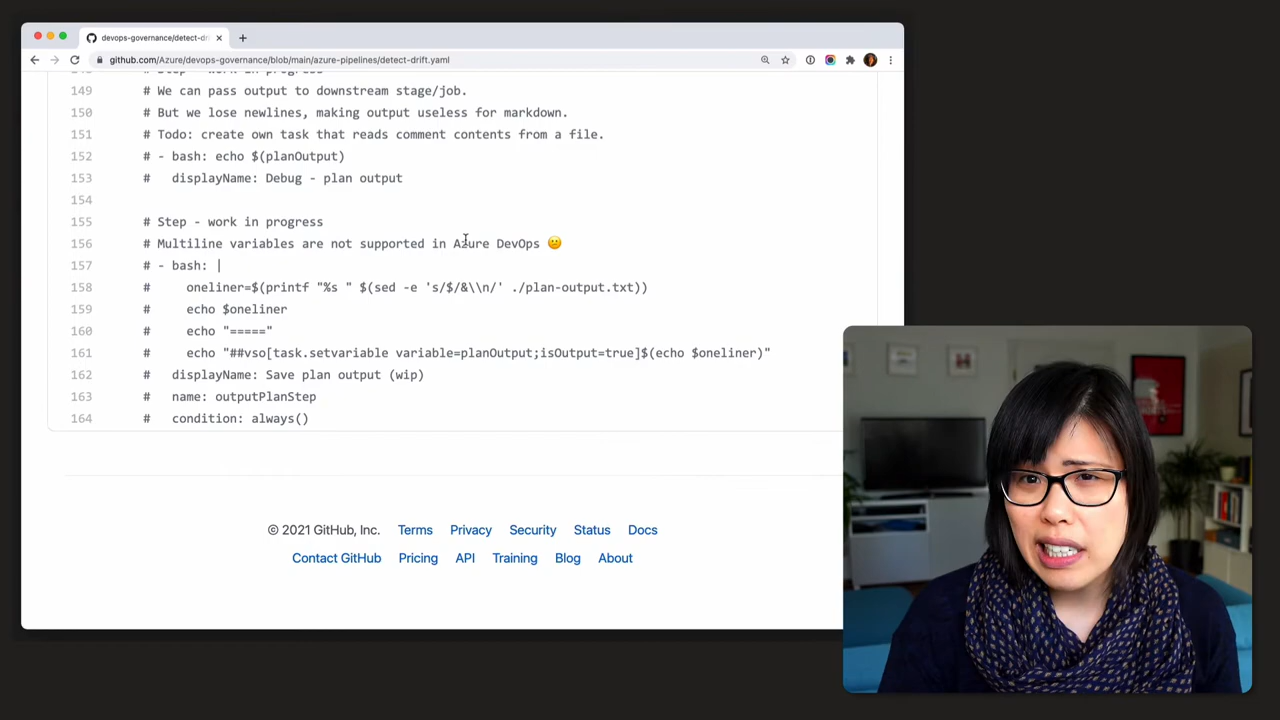 devops-governance/detect-dri
github.com/Azure/devops-governance/blob/main/azure-pipelines/detect-drift.yaml
148 # Step - work in progress
149 # We can pass output to downstream stage/job.
150 # But we lose newlines, making output useless for markdown.
151 # Todo: create own task that reads comment contents from a file.
152 # - bash: echo $(planOutput)
153 #   displayName: Debug - plan output
154
155 # Step - work in progress
156 # Multiline variables are not supported in Azure DevOps 😕
157 # - bash: |
158 #     oneliner=$(printf "%s " $(sed -e 's/$/&\\n/' ./plan-output.txt))
159 #     echo $oneliner
160 #     echo "====="
161 #     echo "##vso[task.setvariable variable=planOutput;isOutput=true]$(echo $oneliner)"
162 #   displayName: Save plan output (wip)
163 #   name: outputPlanStep
164 #   condition: always()
© 2021 GitHub, Inc. Terms Privacy Security Status Docs
Contact GitHub Pricing API Training Blog About